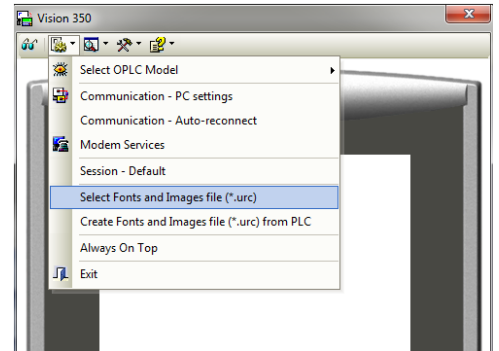 Vision 350
Select OPLC Model
Communication - PC settings
Communication - Auto-reconnect
Modem Services
Session - Default
Select Fonts and Images file (*.urc)
Create Fonts and Images file (*.urc) from PLC
Always On Top
Exit